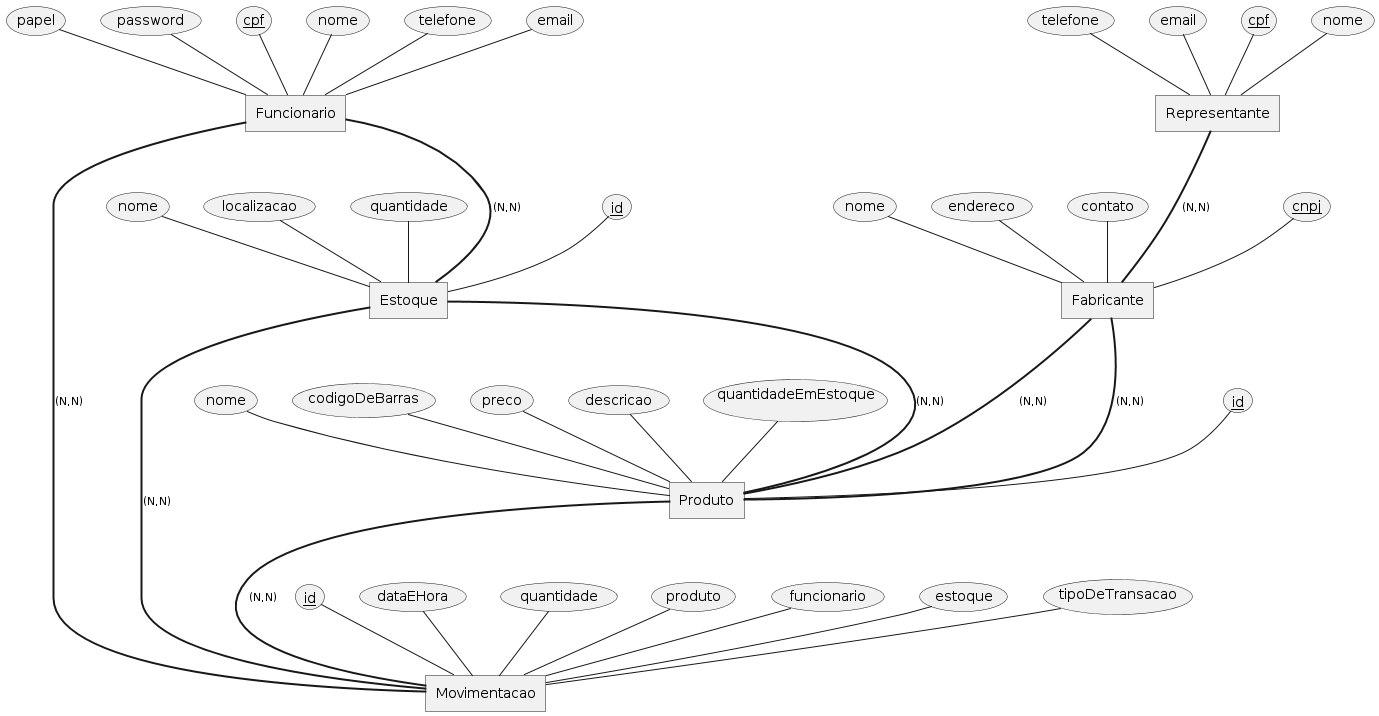 papel
password
cpf
nome
telefone
email
telefone
email
cpf
nome
Funcionario
Representante
nome
localizacao
quantidade
(N,N)
id
nome
endereco
contato
(N,N)
cnpj
Estoque
Fabricante
(N,N)
nome
codigoDeBarras
preco
descricao
quantidadeEmEstoque
(N,N)
(N,N)
(N,N)
id
(N,N)
Produto
(N,N)
id
dataEHora
quantidade
produto
funcionario
estoque
tipoDeTransacao
Movimentacao